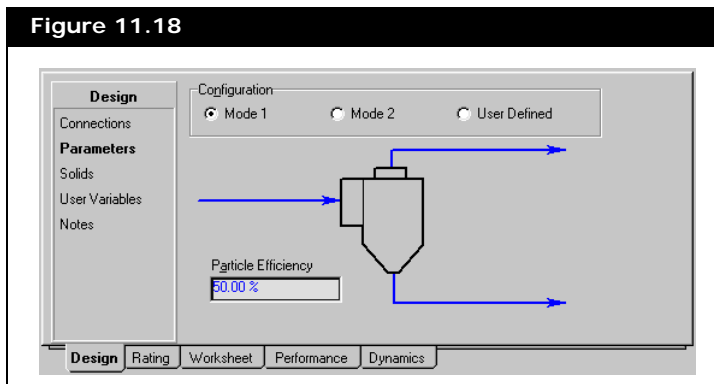 Figure 11.18
Design
Connections
Parameters
Solids
User Variables
Notes
Configuration
Mode 1 Mode 2 User Defined
Particle Efficiency
50.00 %
Design Rating Worksheet Performance Dynamics